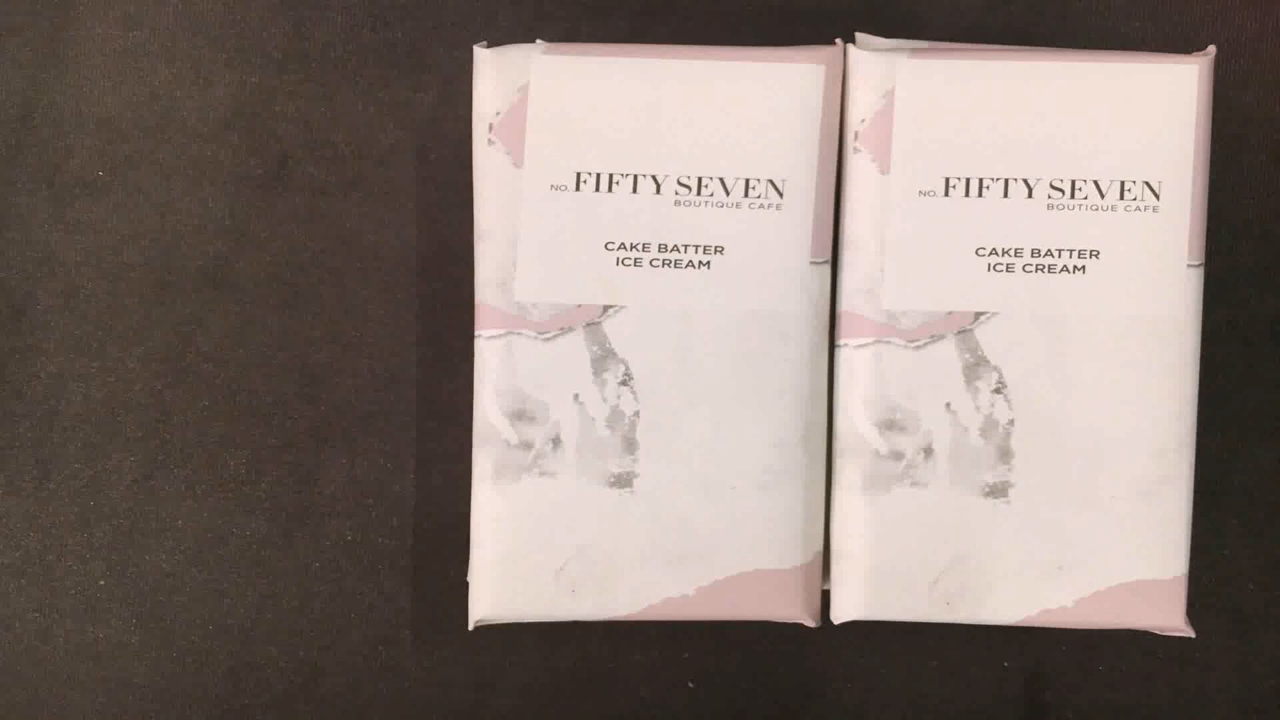 NO. FIFTY SEVEN
BOUTIQUE CAFE
CAKE BATTER
ICE CREAM
NO. FIFTY SEVEN
BOUTIQUE CAFE
CAKE BATTER
ICE CREAM